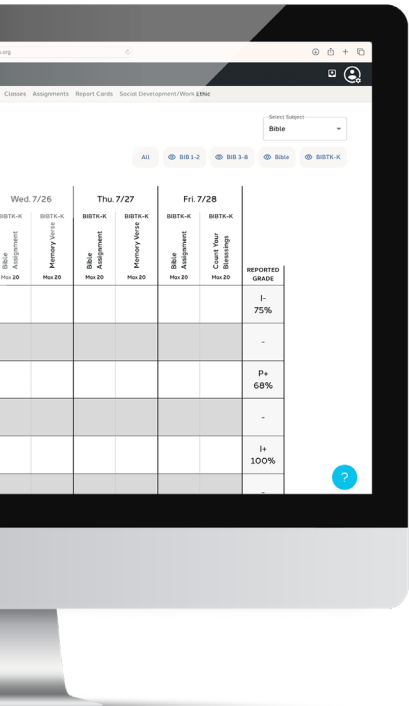 .org
Classes Assignments Report Cards Social Development/Work Ethic
Select Subject
Bible
All BIB 1-2 BIB 3-8 Bible BIBTK-K
Wed. 7/26 Thu. 7/27 Fri. 7/28
BIBTK-K BIBTK-K BIBTK-K BIBTK-K BIBTK-K BIBTK-K
Bible Assignment
Memory Verse
Bible Assignment
Memory Verse
Bible Assignment
Count Your Blesssings
Max 20 Max 20 Max 20 Max 20 Max 20 Max 20
REPORTED
GRADE
I-
75%
-
P+
68%
-
I+
100%
-
?